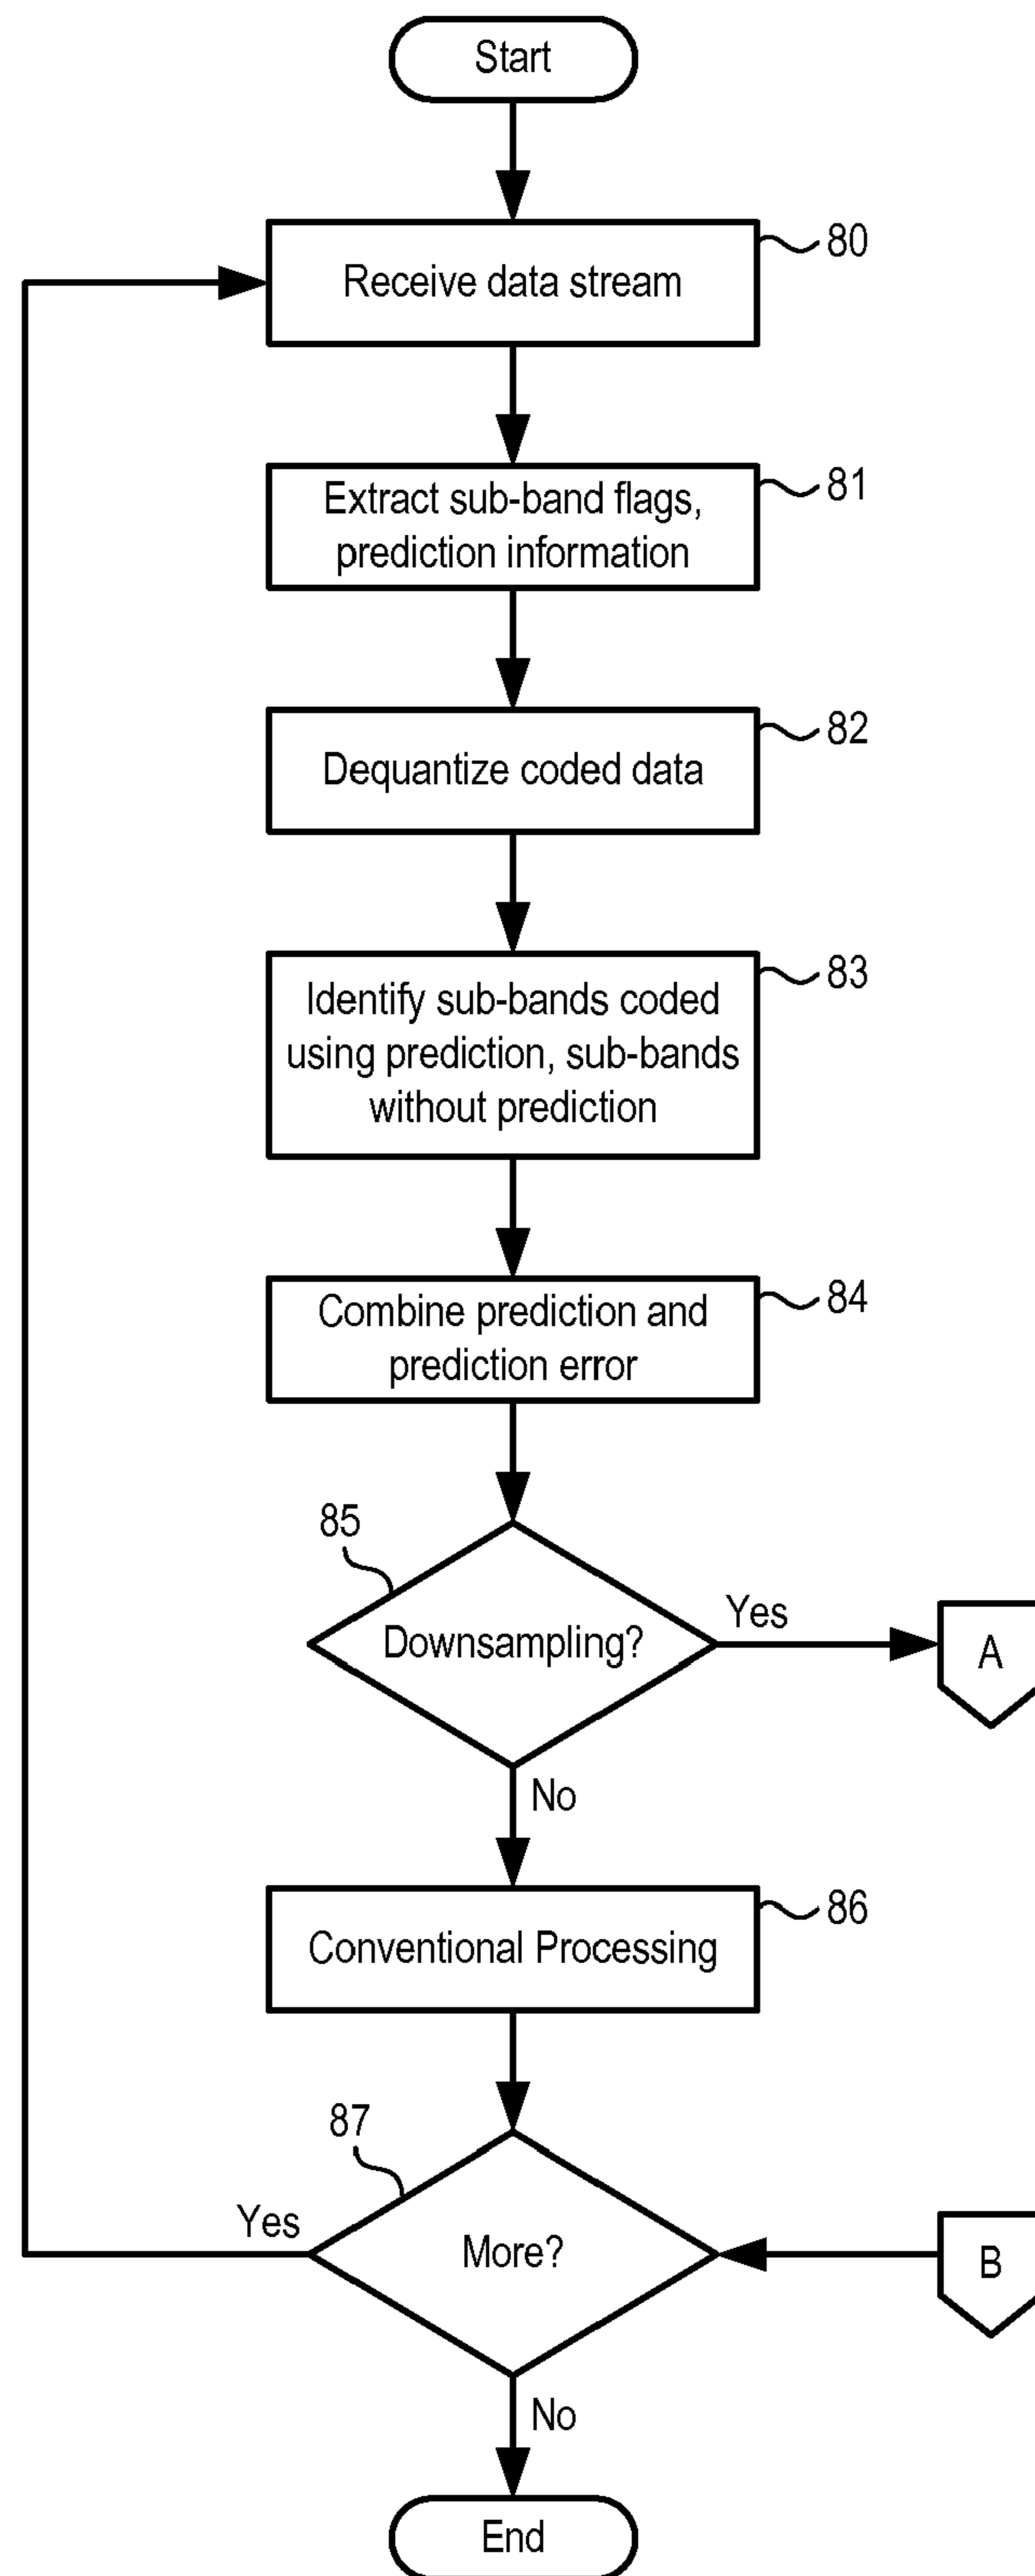 Start
80
Receive data stream
81
Extract sub-band flags,
prediction information
82
Dequantize coded data
83
Identify sub-bands coded
using prediction, sub-bands
without prediction
84
Combine prediction and
prediction error
85
Downsampling?
Yes
A
No
86
Conventional Processing
87
Yes
More?
B
No
End